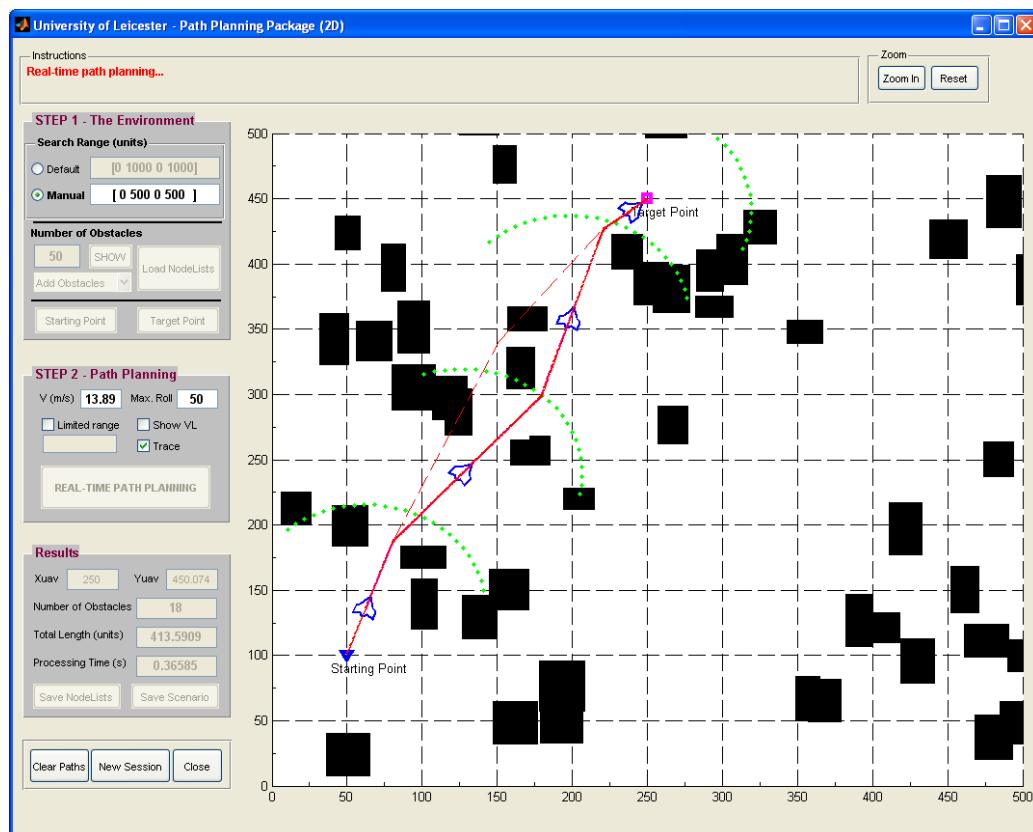 University of Leicester - Path Planning Package (2D)
Instructions
Real-time path planning...
Zoom
Zoom In
Reset
STEP 1 - The Environment
Search Range (units)
Default
[0 1000 0 1000]
Manual
[ 0 500 0 500 ]
Number of Obstacles
50
SHOW
Load NodeLists
Add Obstacles
Starting Point
Target Point
STEP 2 - Path Planning
V (m/s)
13.89
Max. Roll
50
Limited range
Show VL
Trace
REAL-TIME PATH PLANNING
Results
Xuav
250
Yuav
450.074
Number of Obstacles
18
Total Length (units)
413.5909
Processing Time (s)
0.36585
Save NodeLists
Save Scenario
Clear Paths
New Session
Close
500
450
400
350
300
250
200
150
100
50
0
Target Point
Starting Point
0
50
100
150
200
250
300
350
400
450
500